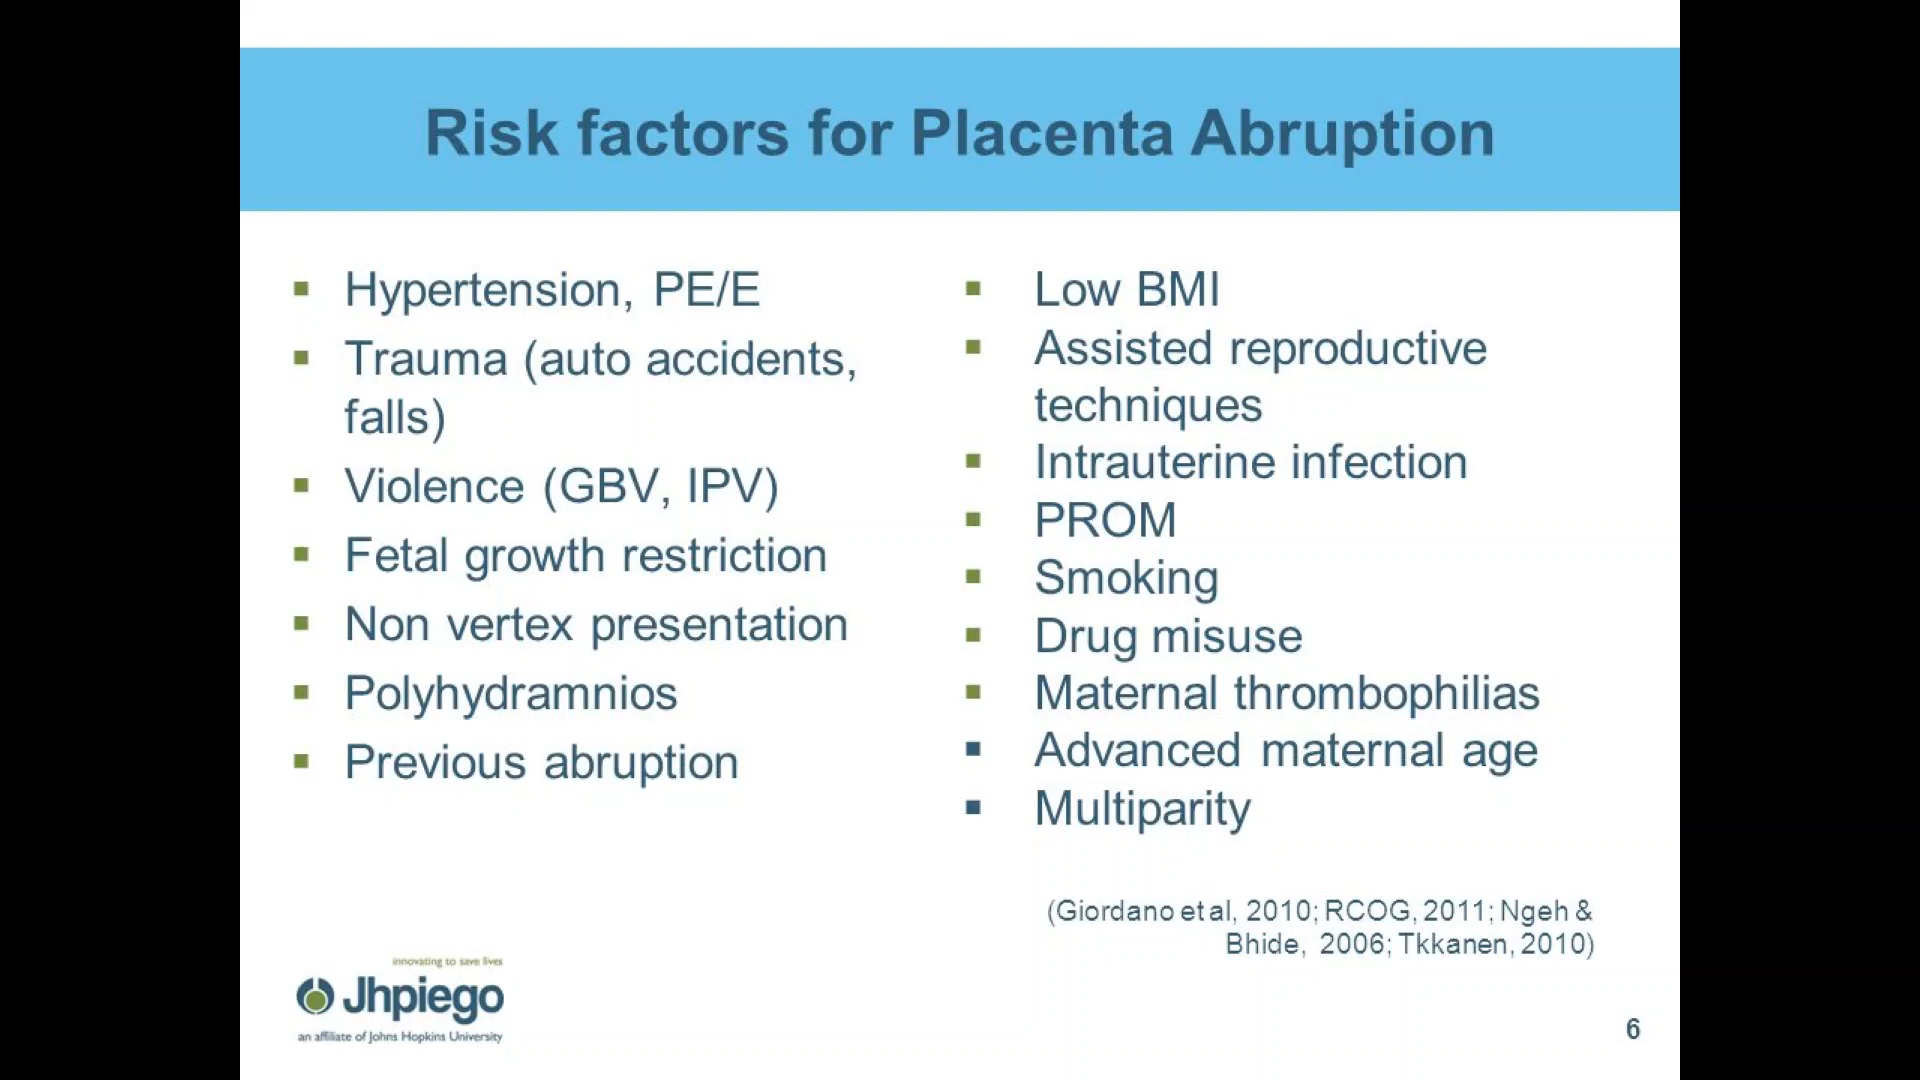 Risk factors for Placenta Abruption
Hypertension, PE/E
Trauma (auto accidents,
falls)
Violence (GBV, IPV)
Fetal growth restriction
Non vertex presentation
Polyhydramnios
Previous abruption
Low BMI
Assisted reproductive
techniques
Intrauterine infection
PROM
Smoking
Drug misuse
Maternal thrombophilias
Advanced maternal age
Multiparity
(Giordano et al, 2010; RCOG, 2011; Ngeh &
Bhide, 2006; Tkkanen, 2010)
innovating to save lives
Jhpiego
an affiliate of Johns Hopkins University
6